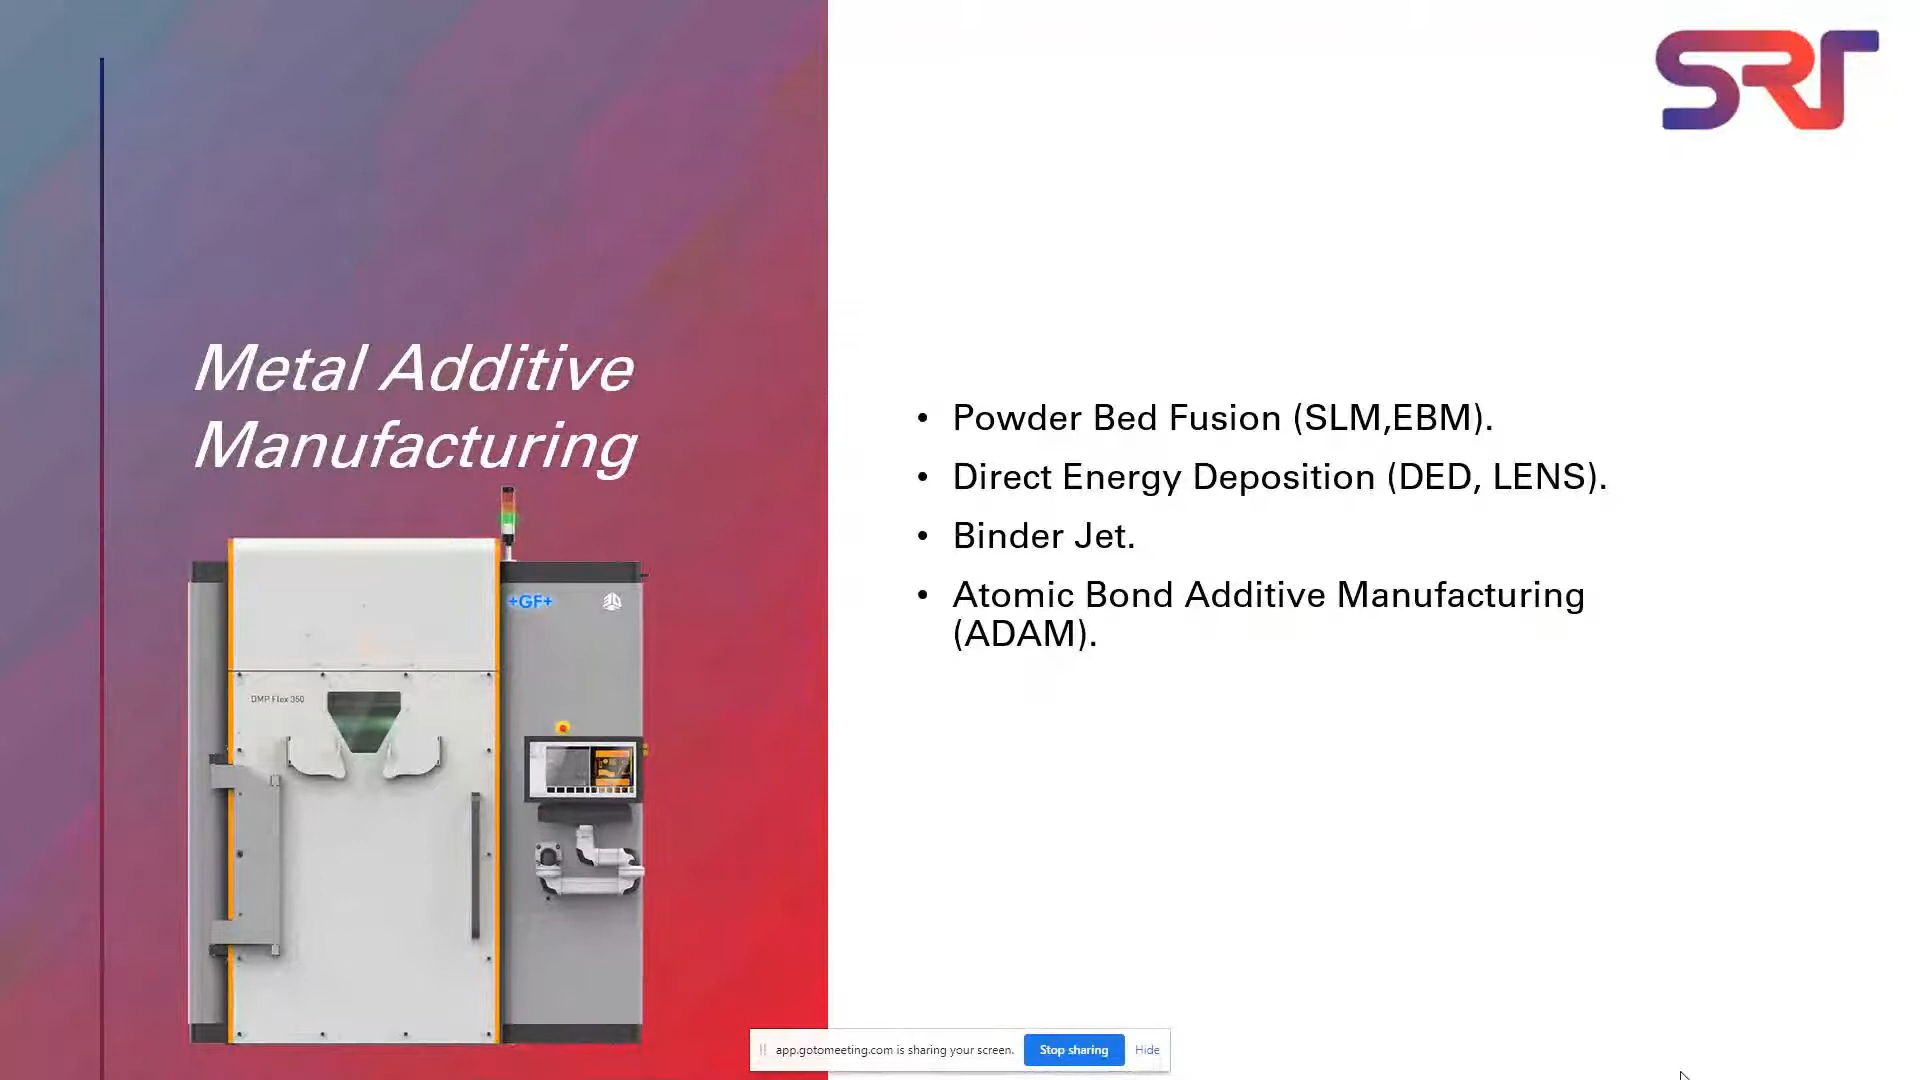 SRT
Metal Additive
Manufacturing
• Powder Bed Fusion (SLM,EBM).
• Direct Energy Deposition (DED, LENS).
• Binder Jet.
• Atomic Bond Additive Manufacturing
(ADAM).
+GF+
DMP Flex 350
app.gotomeeting.com is sharing your screen. Stop sharing Hide